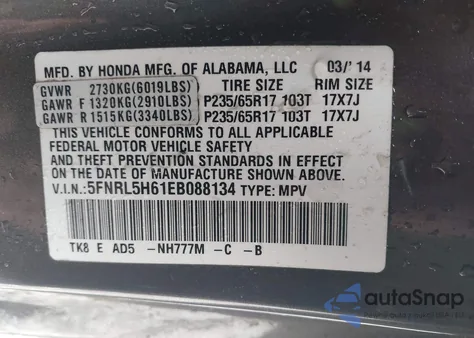 MFD. BY HONDA MFG. OF ALABAMA, LLC 03/'14
GVWR 2730KG(6019LBS) TIRE SIZE RIM SIZE
GAWR F 1320KG(2910LBS) P235/65R17 103T 17X7J
GAWR R 1515KG(3340LBS) P235/65R17 103T 17X7J
THIS VEHICLE CONFORMS TO ALL APPLICABLE
FEDERAL MOTOR VEHICLE SAFETY
AND THEFT PREVENTION STANDARDS IN EFFECT
ON THE DATE OF MANUFACTURE SHOWN ABOVE.
V.I.N.: 5FNRL5H61EB088134 TYPE: MPV
TK8 E AD5 -NH777M -C -B
autoSnap